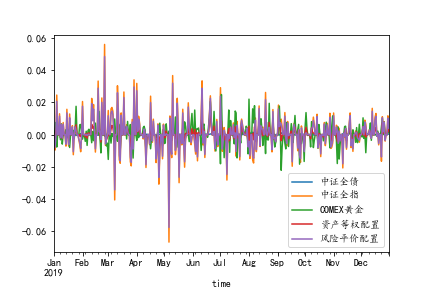 0.06
0.04
0.02
0.00
−0.02
−0.04
−0.06
Jan Feb Mar Apr May Jun Jul Aug Sep Oct Nov Dec
2019
time
中证全债
中证全指
COMEX黄金
资产等权配置
风险平价配置